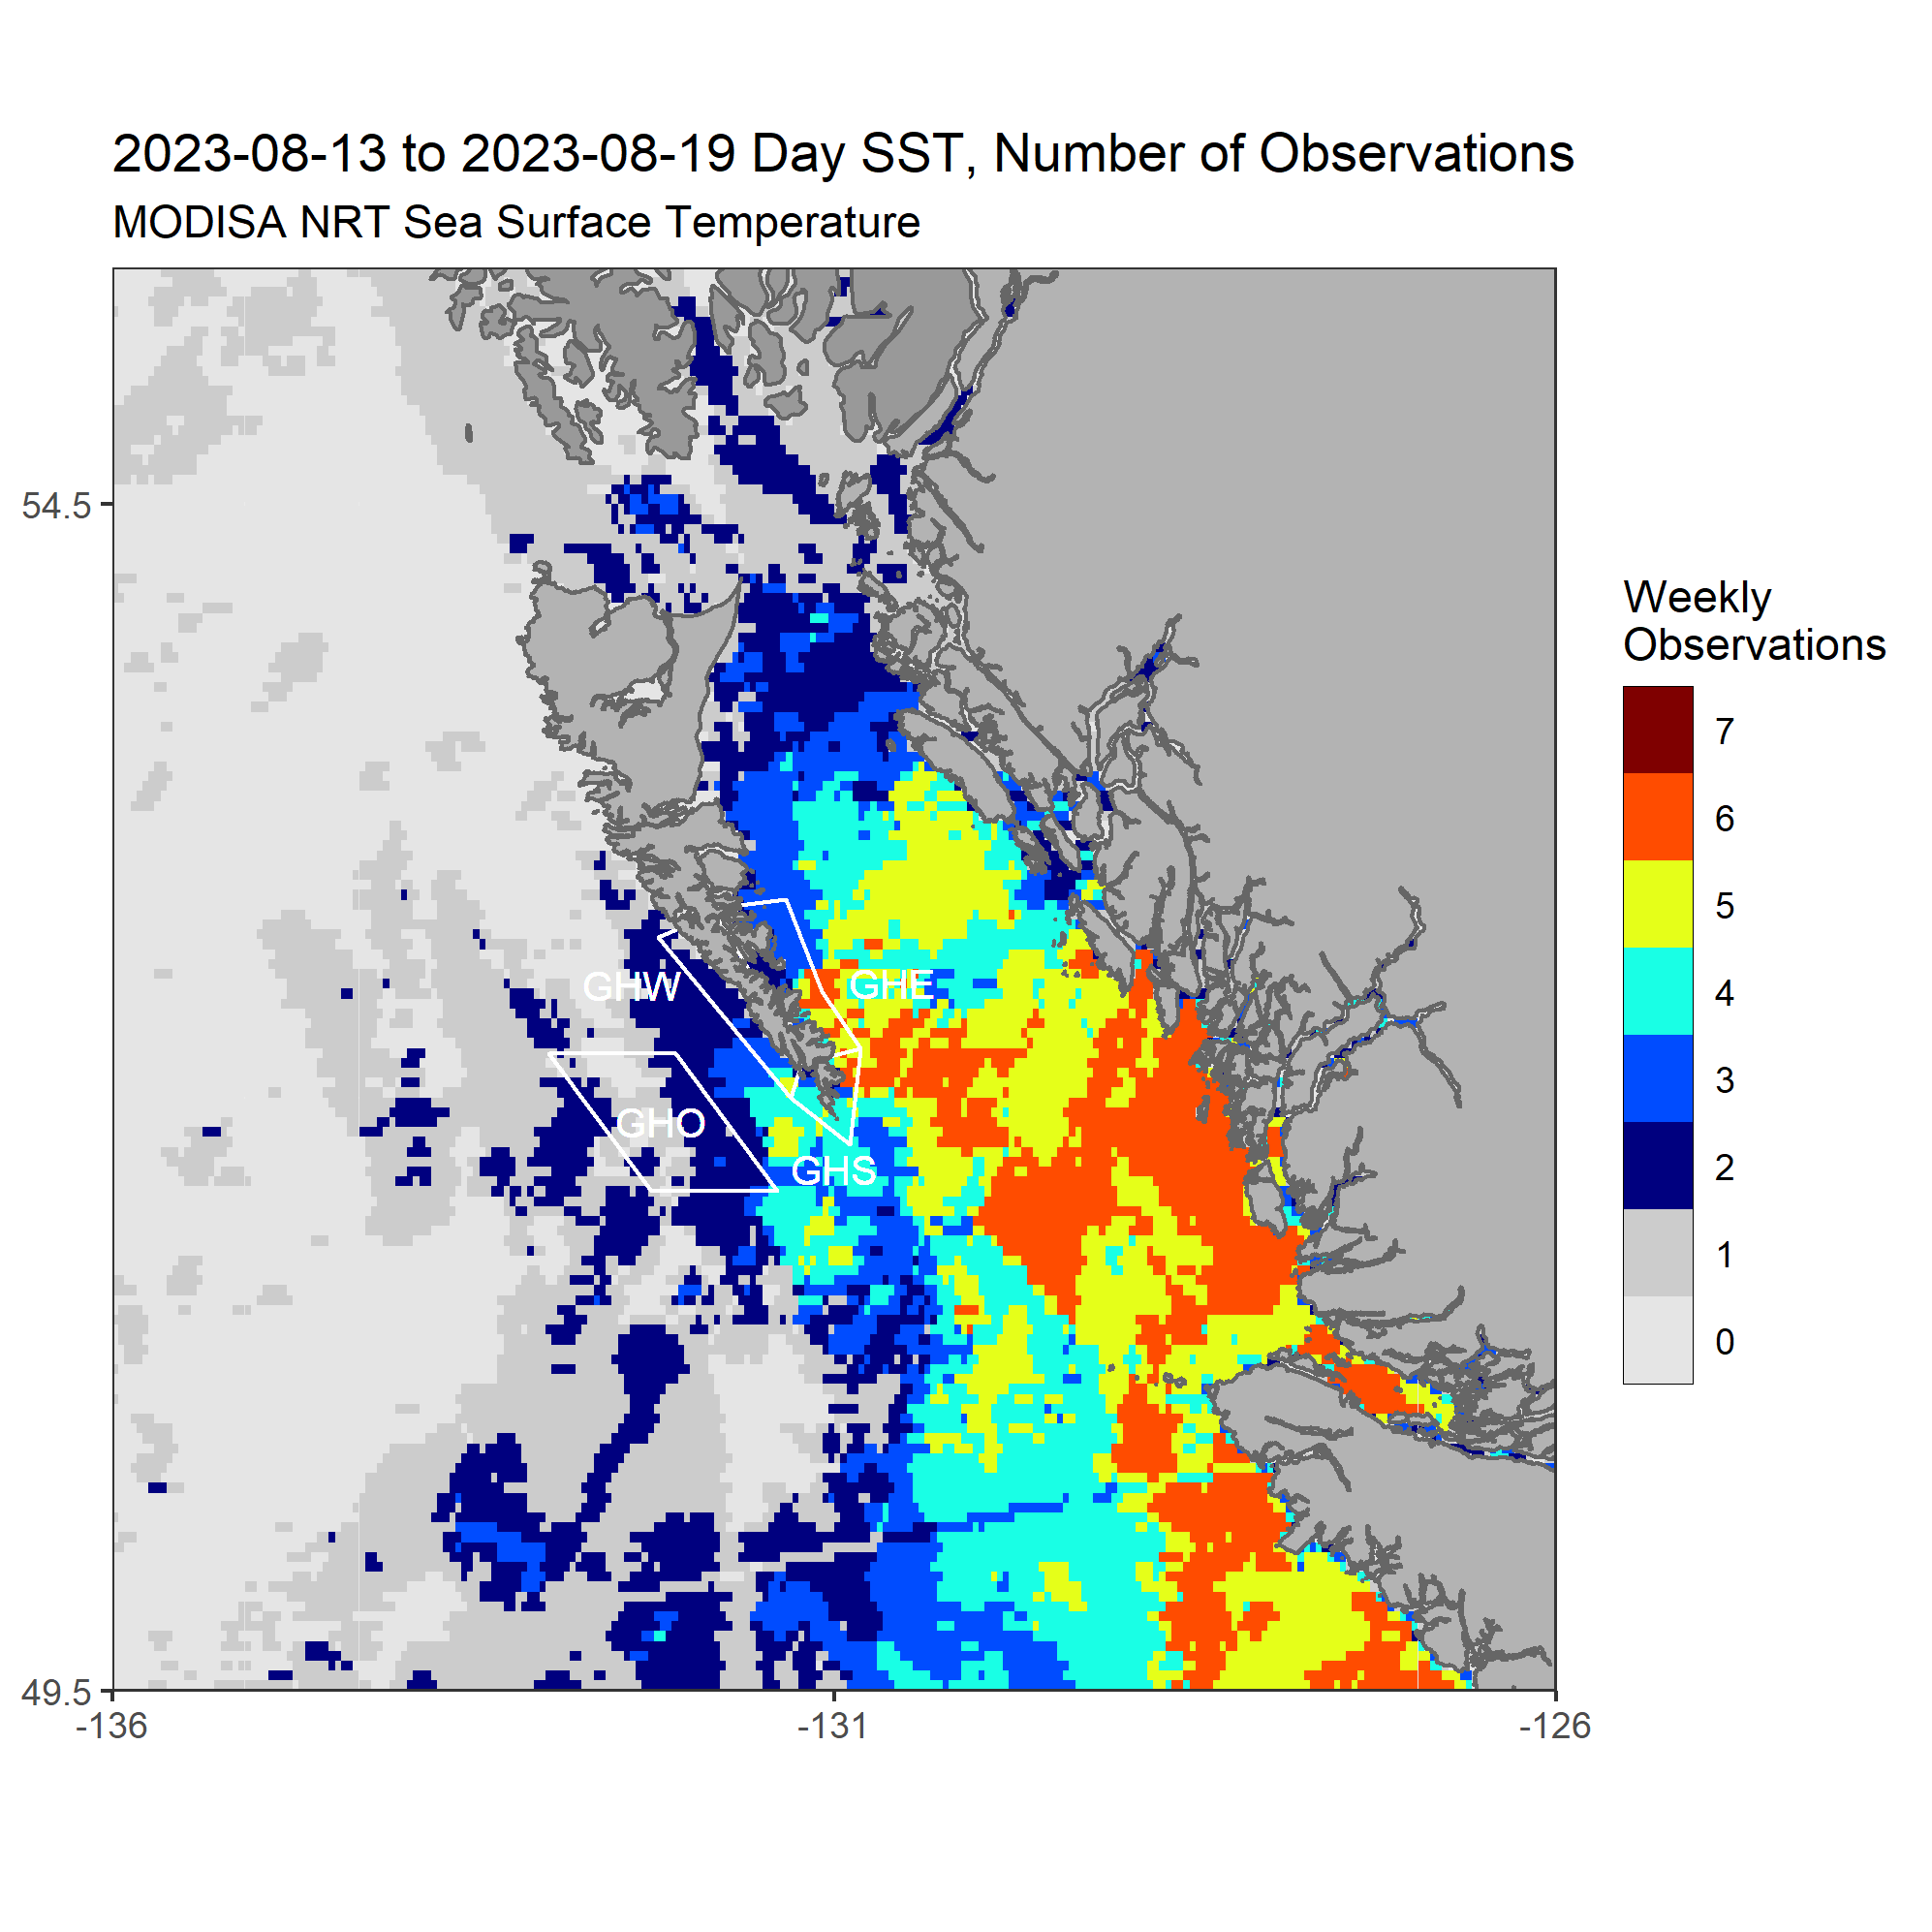 2023-08-13 to 2023-08-19 Day SST, Number of Observations
MODISA NRT Sea Surface Temperature
54.5
49.5
-136
-131
-126
GHW
GHE
GHO
GHS
Weekly
Observations
7
6
5
4
3
2
1
0